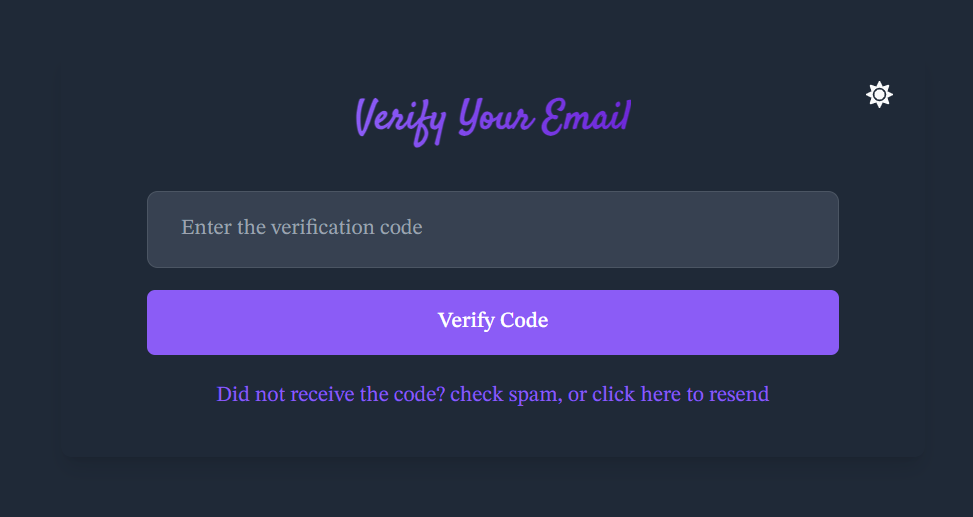 Verify Your Email
Enter the verification code
Verify Code
Did not receive the code? check spam, or click here to resend